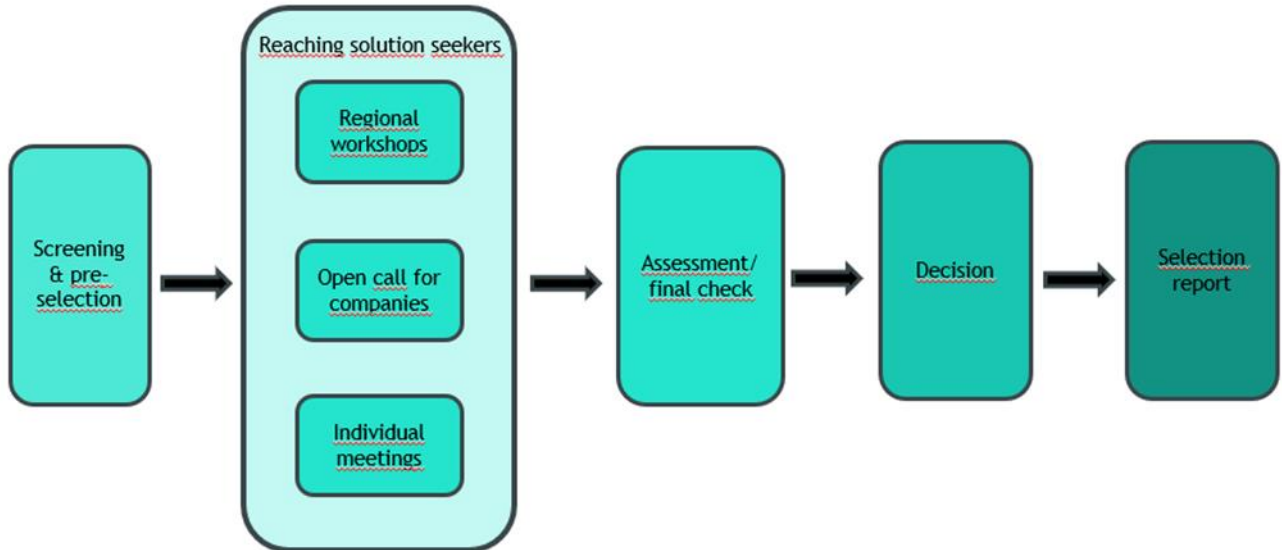 Screening
& pre-
selection
Reaching solution seekers
Regional
workshops
Open call for
companies
Individual
meetings
Assessment/
final check
Decision
Selection
report